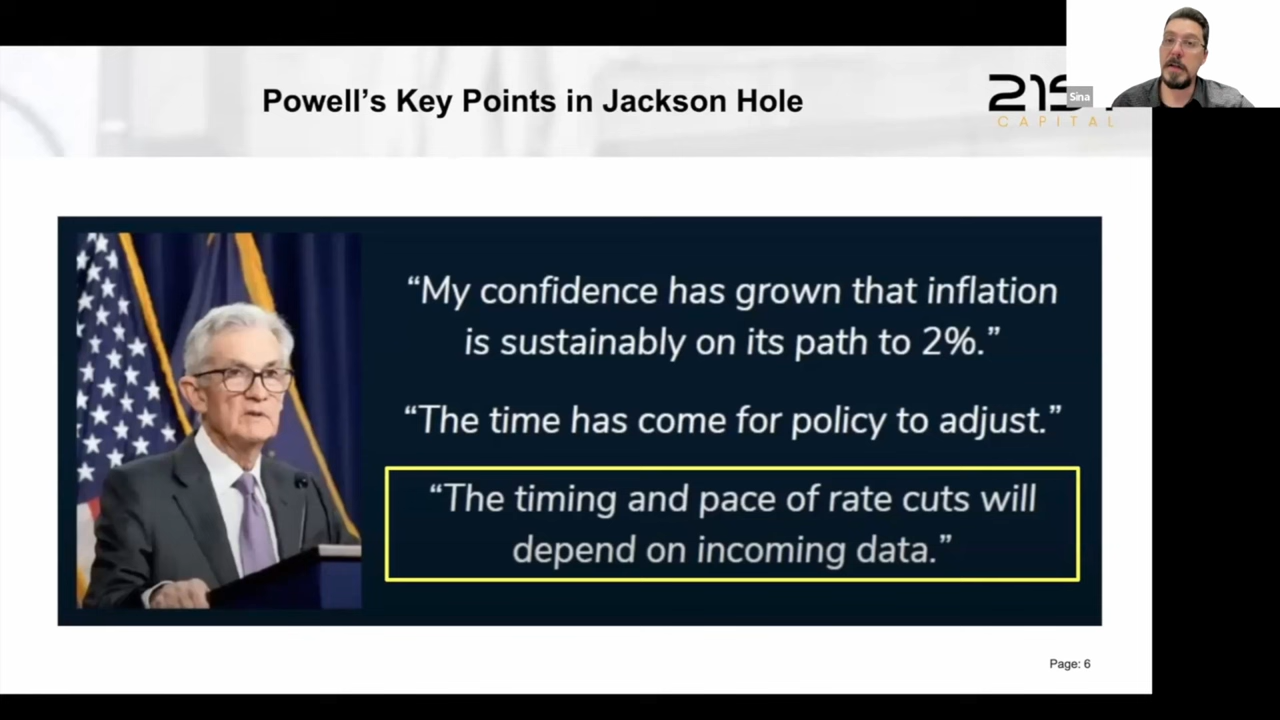 Powell's Key Points in Jackson Hole
CAPITAL
Sina
“My confidence has grown that inflation
is sustainably on its path to 2%.”
“The time has come for policy to adjust.”
“The timing and pace of rate cuts will
depend on incoming data.”
Page: 6